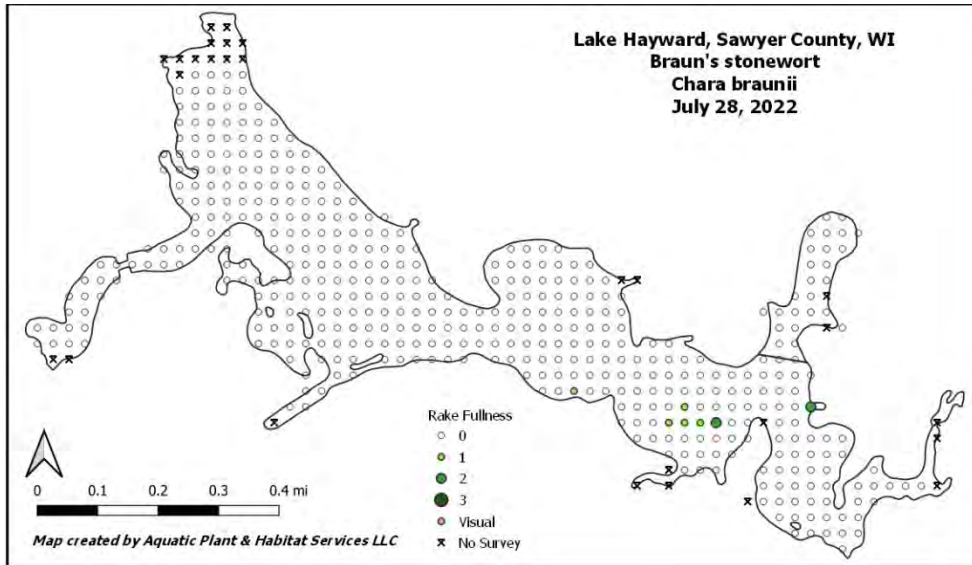 Lake Hayward, Sawyer County, WI
Braun's stonewort
Chara braunii
July 28, 2022
Rake Fullness
0
1
2
3
Visual
No Survey
0 0.1 0.2 0.3 0.4 mi
Map created by Aquatic Plant & Habitat Services LLC